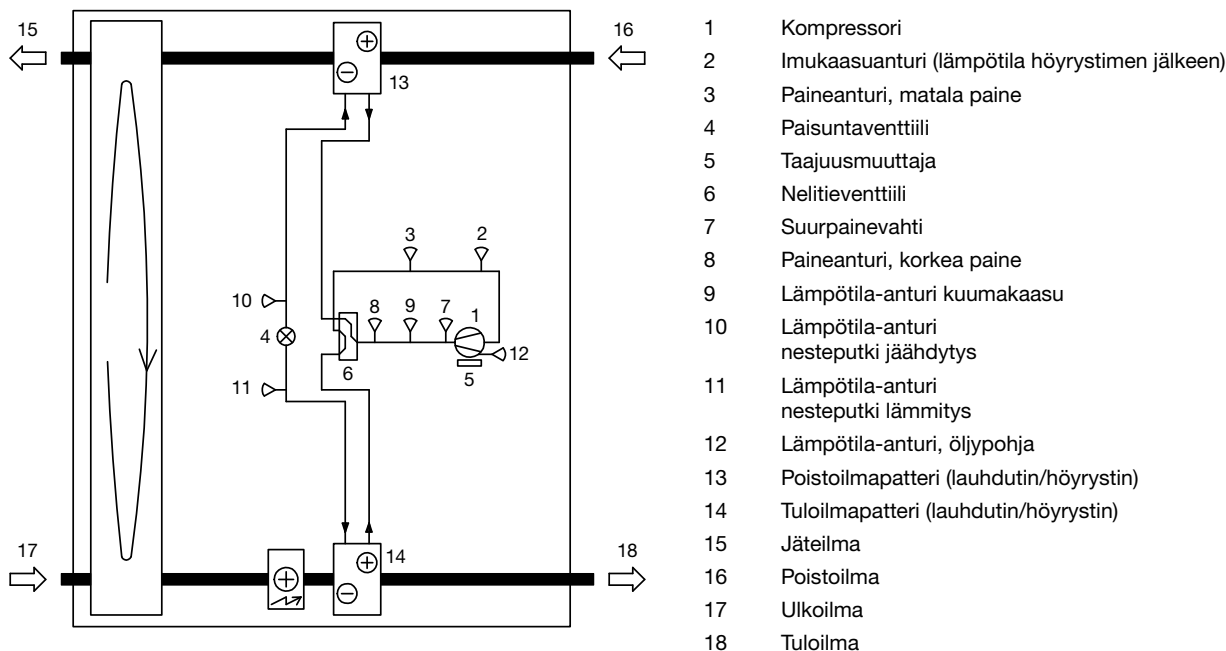 15
16
13
3
2
10
8
9
7
1
4
12
6
5
11
17
14
18
1 Kompressori
2 Imukaasuanturi (lämpötila höyrystimen jälkeen)
3 Paineanturi, matala paine
4 Paisuntaventtiili
5 Taajuusmuuttaja
6 Nelitieventtiili
7 Suurpainevahti
8 Paineanturi, korkea paine
9 Lämpötila-anturi kuumakaasu
10 Lämpötila-anturi
nesteputki jäähdytys
11 Lämpötila-anturi
nesteputki lämmitys
12 Lämpötila-anturi, öljypohja
13 Poistoilmapatteri (lauhdutin/höyrystin)
14 Tuloilmapatteri (lauhdutin/höyrystin)
15 Jäteilma
16 Poistoilma
17 Ulkoilma
18 Tuloilma